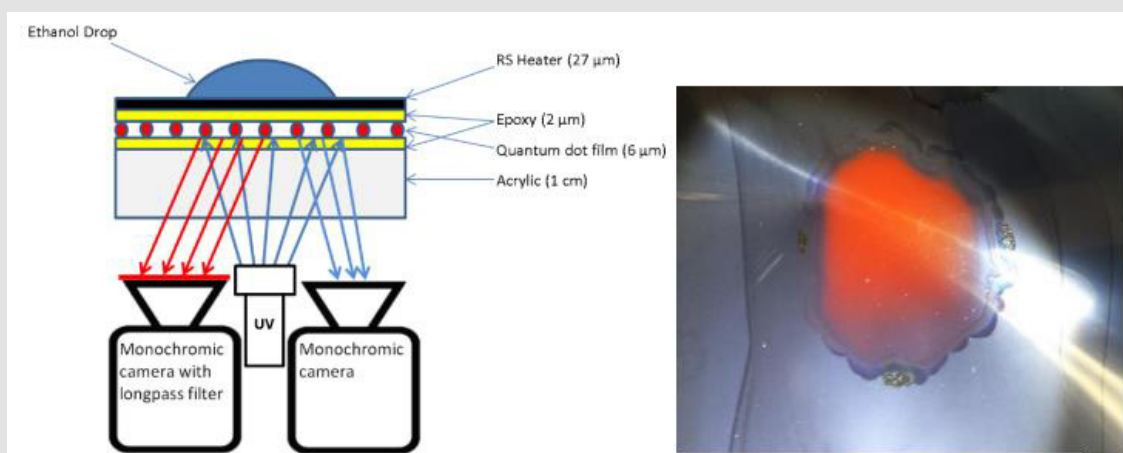 Ethanol Drop
RS Heater (27 μm)
Epoxy (2 μm)
Quantum dot film (6 μm)
Acrylic (1 cm)
UV
Monochromic
camera with
longpass filter
Monochromic
camera